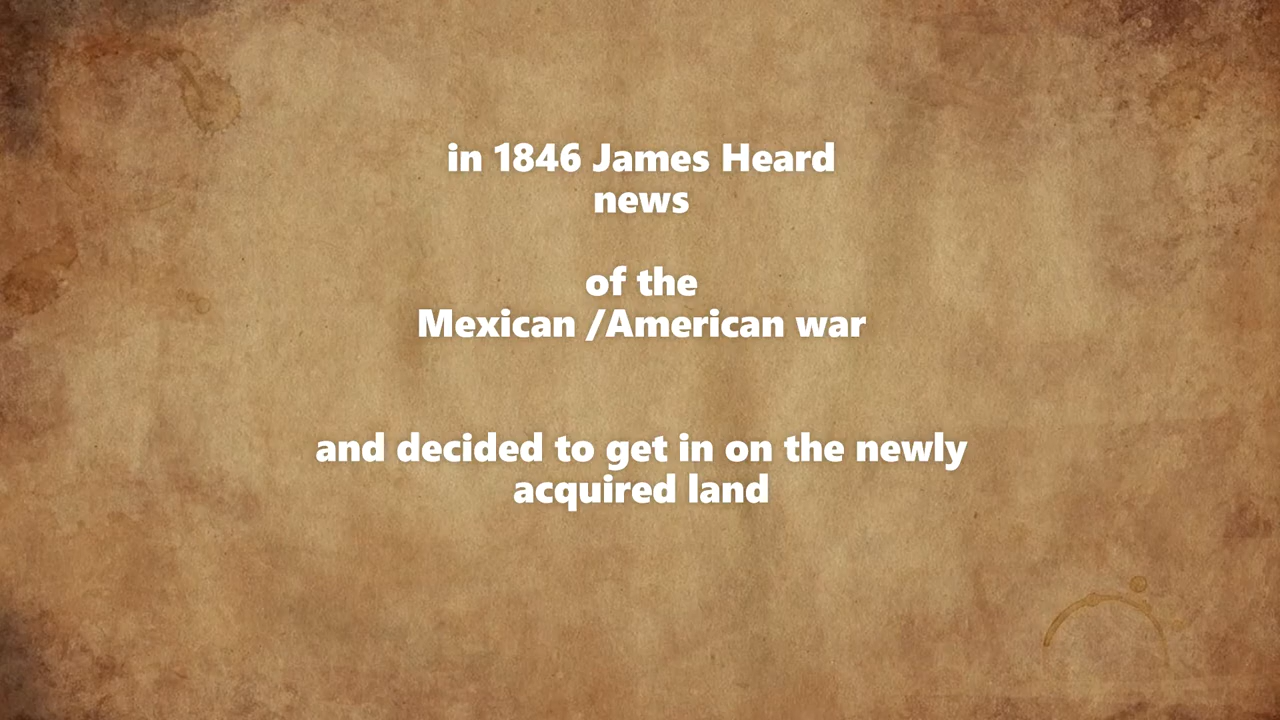 in 1846 James Heard
news
of the
Mexican /American war
and decided to get in on the newly
acquired land